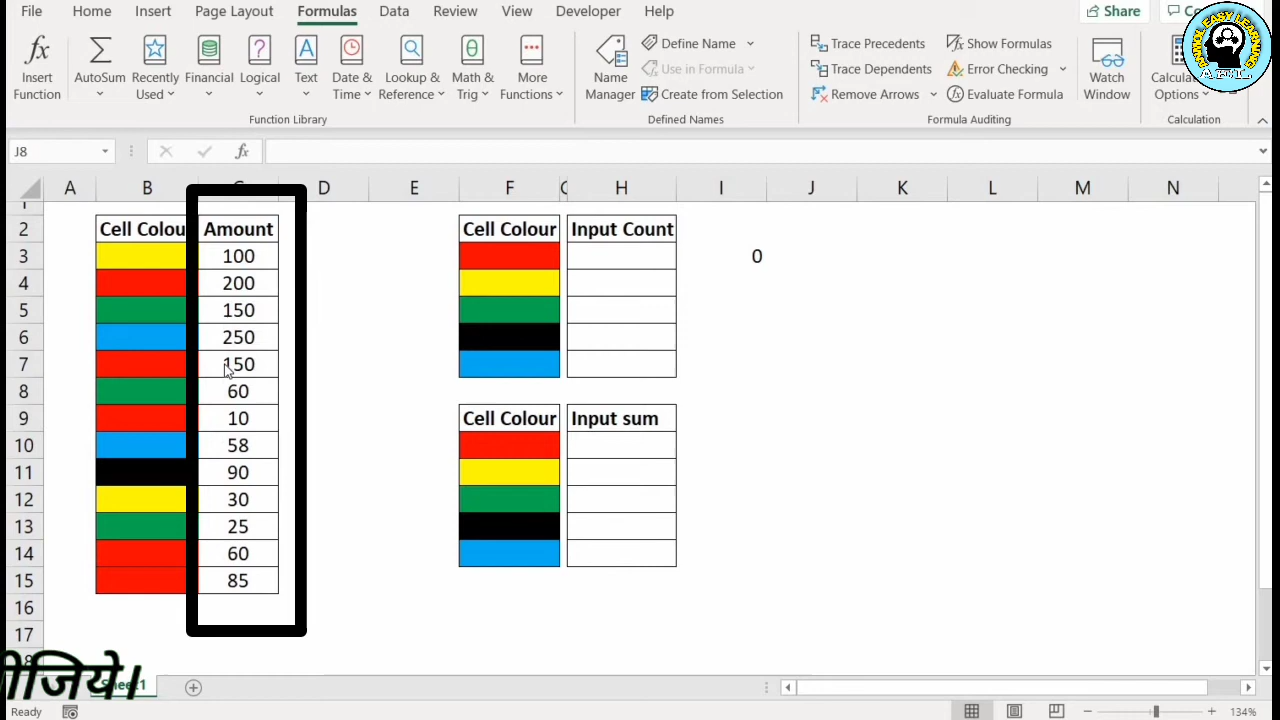 File Home Insert Page Layout Formulas Data Review View Developer Help Share
Insert Function
AutoSum
Recently Used
Financial
Logical
Text
Date & Time
Lookup & Reference
Math & Trig
More Functions
Function Library
Name Manager
Define Name
Use in Formula
Create from Selection
Defined Names
Trace Precedents
Trace Dependents
Remove Arrows
Show Formulas
Error Checking
Evaluate Formula
Formula Auditing
Watch Window
Calculation
J8 fx
A B D E F H I J K L M N
2 Cell Colou Amount Cell Colour Input Count
3 100 0
4 200
5 150
6 250
7 150
8 60
9 10 Cell Colour Input sum
10 58
11 90
12 30
13 25
14 60
15 85
16
17
Sheet1
Ready 134%